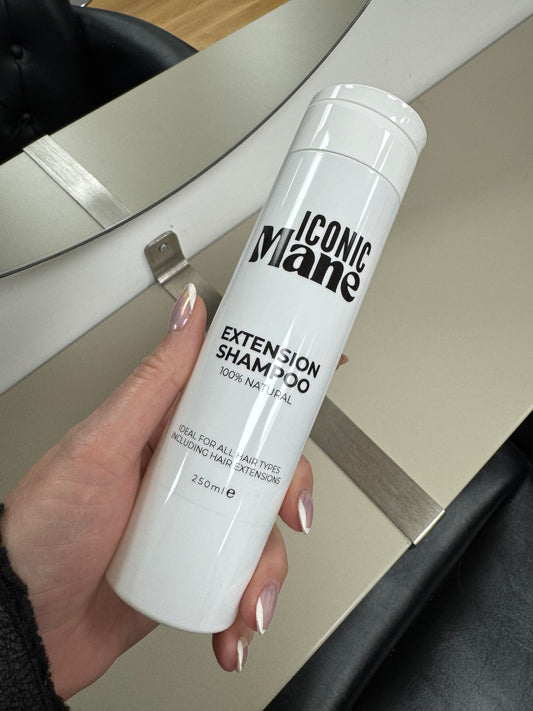 ICONIC
Mane
EXTENSION
SHAMPOO
100% NATURAL
IDEAL FOR ALL HAIR TYPES
INCLUDING HAIR EXTENSIONS
250ml e